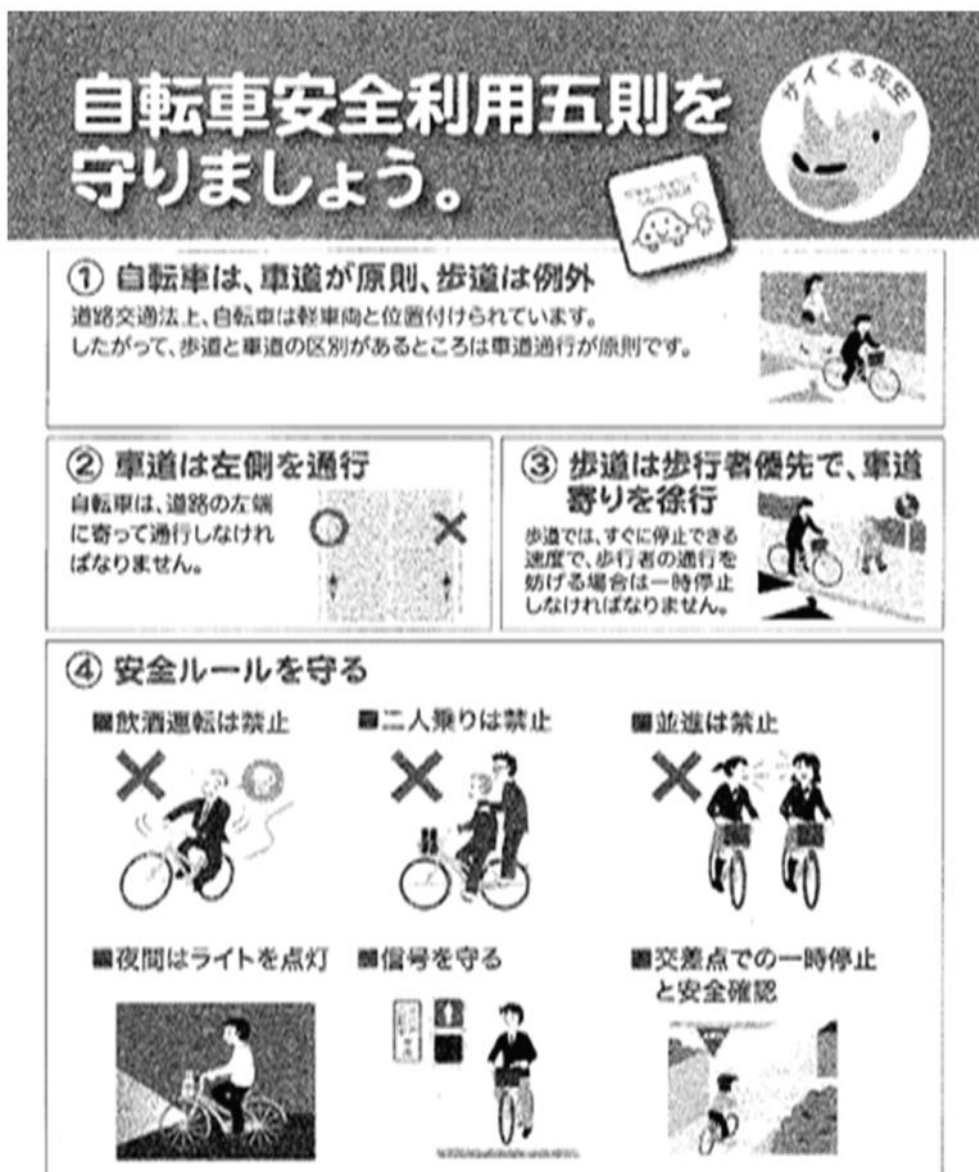 自転車安全利用五則を
守りましょう。
サイくる先生
① 自転車は、車道が原則、歩道は例外
道路交通法上、自転車は軽車両と位置付けられています。
したがって、歩道と車道の区別があるところは車道通行が原則です。
② 車道は左側を通行
自転車は、道路の左端
に寄って通行しなけれ
ばなりません。
③ 歩道は歩行者優先で、車道
寄りを徐行
歩道では、すぐに停止できる
速度で、歩行者の通行を
妨げる場合は一時停止
しなければなりません。
④ 安全ルールを守る
■飲酒運転は禁止
■二人乗りは禁止
■並進は禁止
■夜間はライトを点灯
■信号を守る
■交差点での一時停止
と安全確認